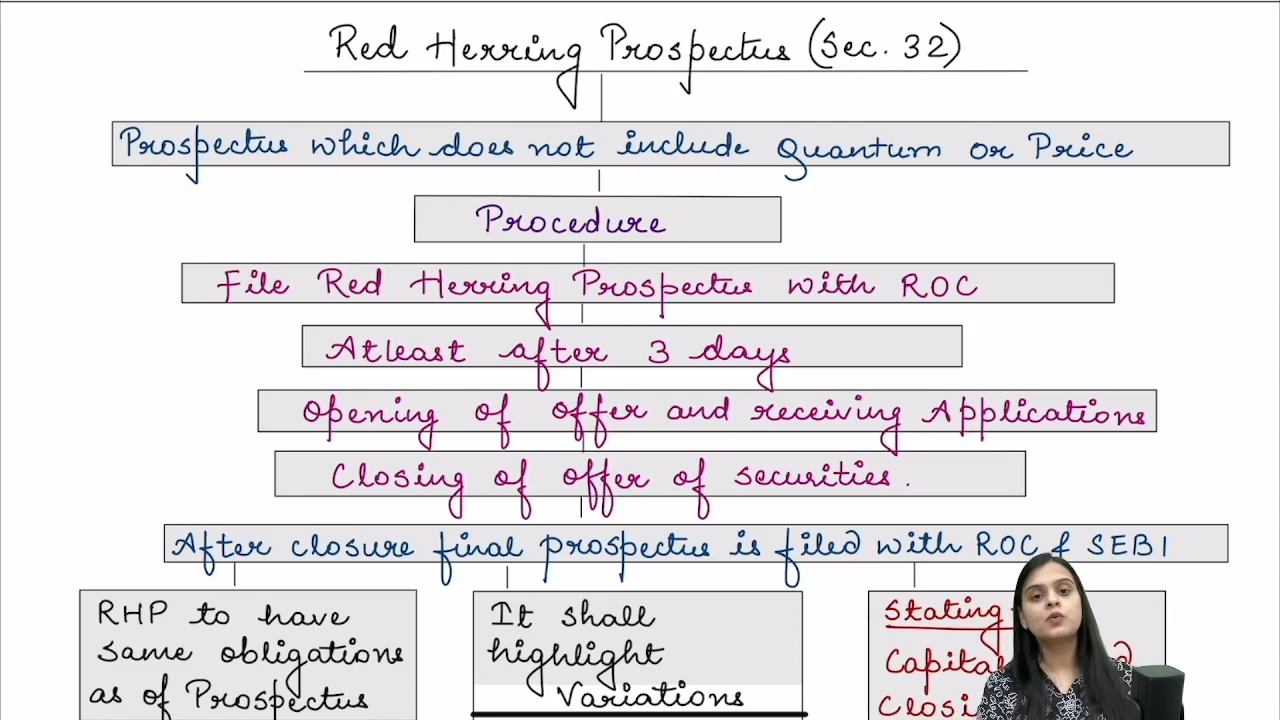 Red Herring Prospectus (Sec. 32)
Prospectus which does not include Quantum or Price
Procedure
File Red Herring Prospectus with ROC
Atleast after 3 days
Opening of offer and receiving Applications
Closing of offer of securities.
After closure final prospectus is filed with ROC & SEBI
RHP to have
same obligations
as of Prospectus
It shall
highlight
Variations
Stating